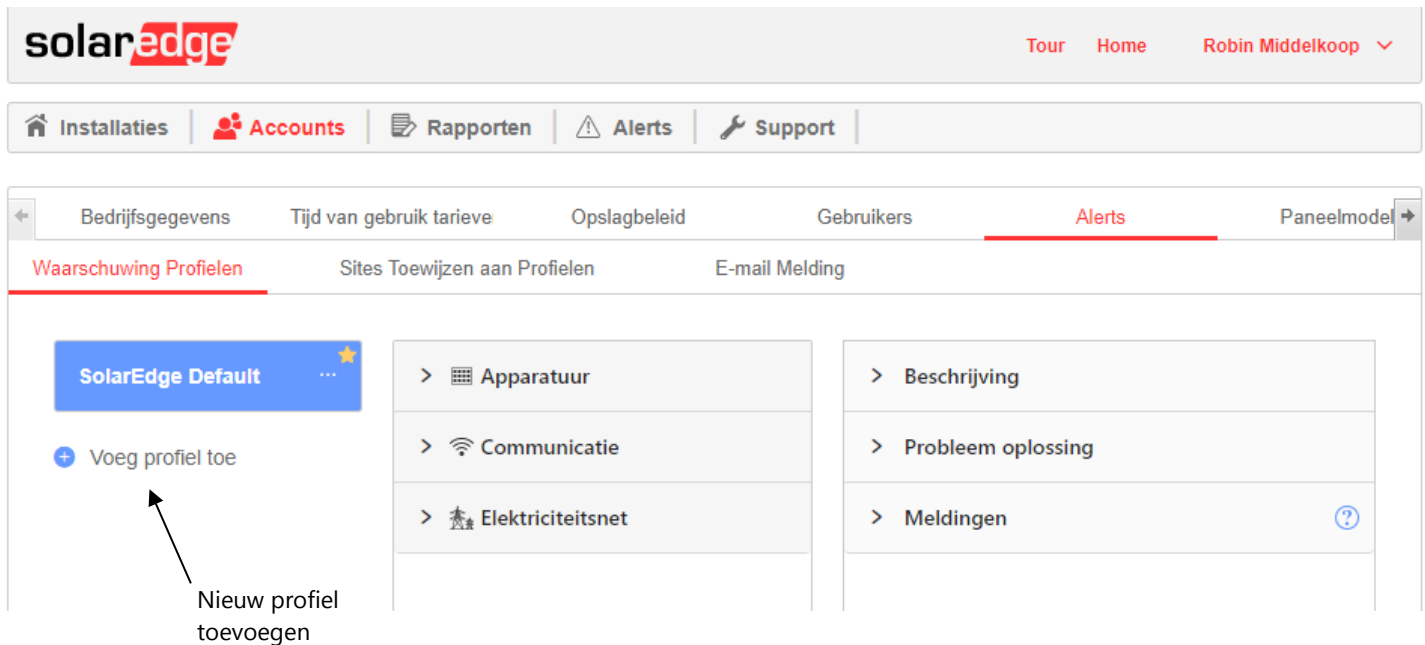 solaredge
Tour Home Robin Middelkoop
Installaties Accounts Rapporten Alerts Support
Bedrijfsgegevens Tijd van gebruik tarieve Opslagbeleid Gebruikers Alerts Paneelmodel
Waarschuwing Profielen Sites Toewijzen aan Profielen E-mail Melding
SolarEdge Default ... Apparatuur Beschrijving
Voeg profiel toe Communicatie Probleem oplossing
Elektriciteitsnet Meldingen ?
Nieuw profiel
toevoegen